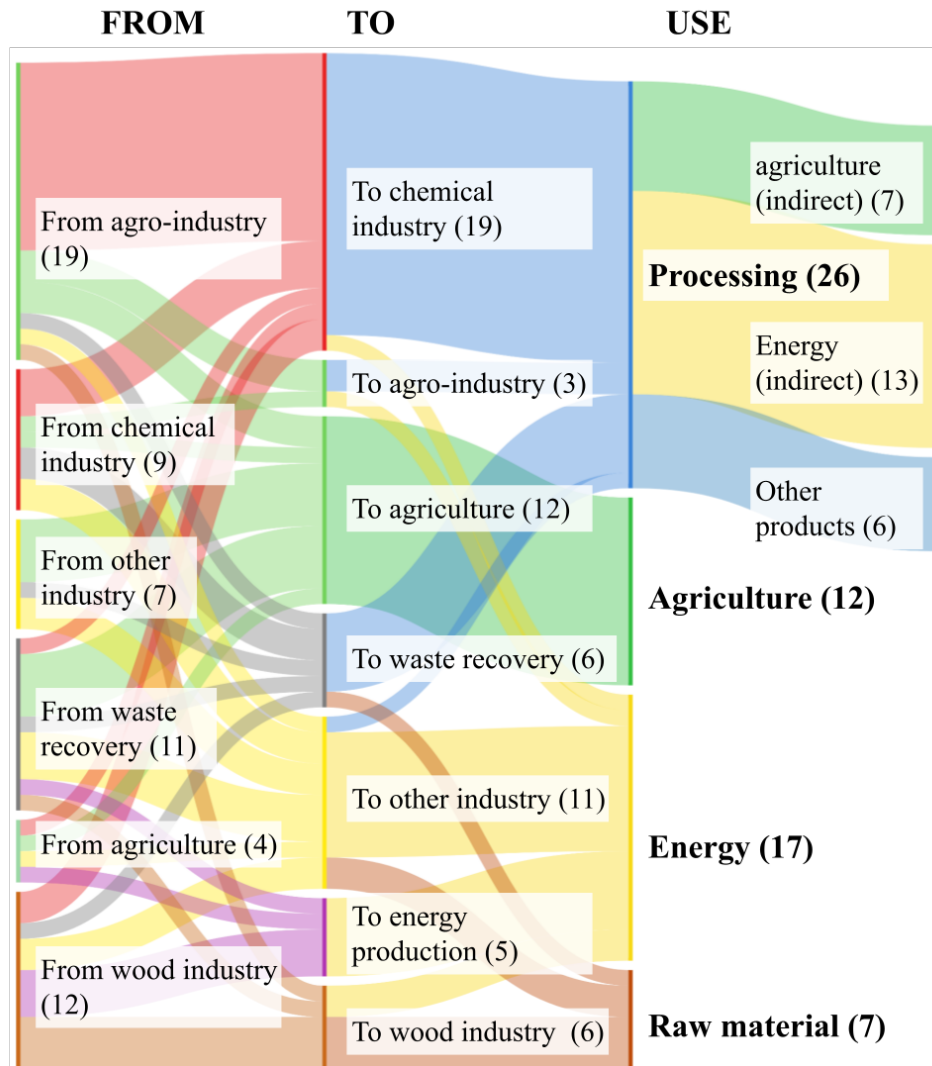 FROM
TO
USE
From agro-industry
(19)
From chemical
industry (9)
From other
industry (7)
From waste
recovery (11)
From agriculture (4)
From wood industry
(12)
To chemical
industry (19)
To agro-industry (3)
To agriculture (12)
To waste recovery (6)
To other industry (11)
To energy
production (5)
To wood industry (6)
agriculture
(indirect) (7)
Processing (26)
Energy
(indirect) (13)
Other
products (6)
Agriculture (12)
Energy (17)
Raw material (7)